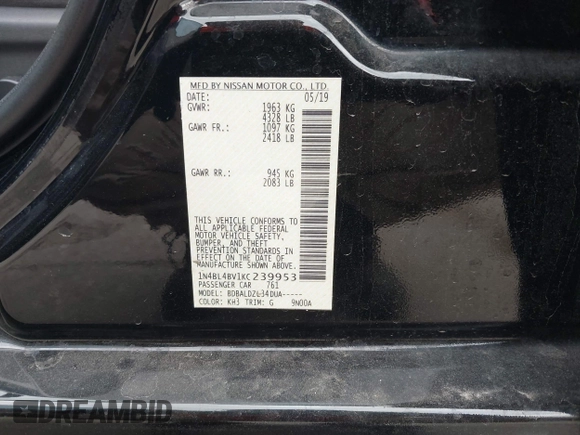 MFD BY NISSAN MOTOR CO., LTD.
DATE: 05/19
GVWR: 1963 KG
4328 LB
GAWR FR.: 1097 KG
2418 LB
GAWR RR.: 945 KG
2083 LB
THIS VEHICLE CONFORMS TO
ALL APPLICABLE FEDERAL
MOTOR VEHICLE SAFETY,
BUMPER, AND THEFT
PREVENTION STANDARDS IN
EFFECT ON THE DATE OF
MANUFACTURE SHOWN ABOVE.
1N4BL4BV1KC239953
PASSENGER CAR 761
MODEL: BDBALDZL34DUA-----
COLOR: KH3 TRIM: G 9N00A
DREAMBID